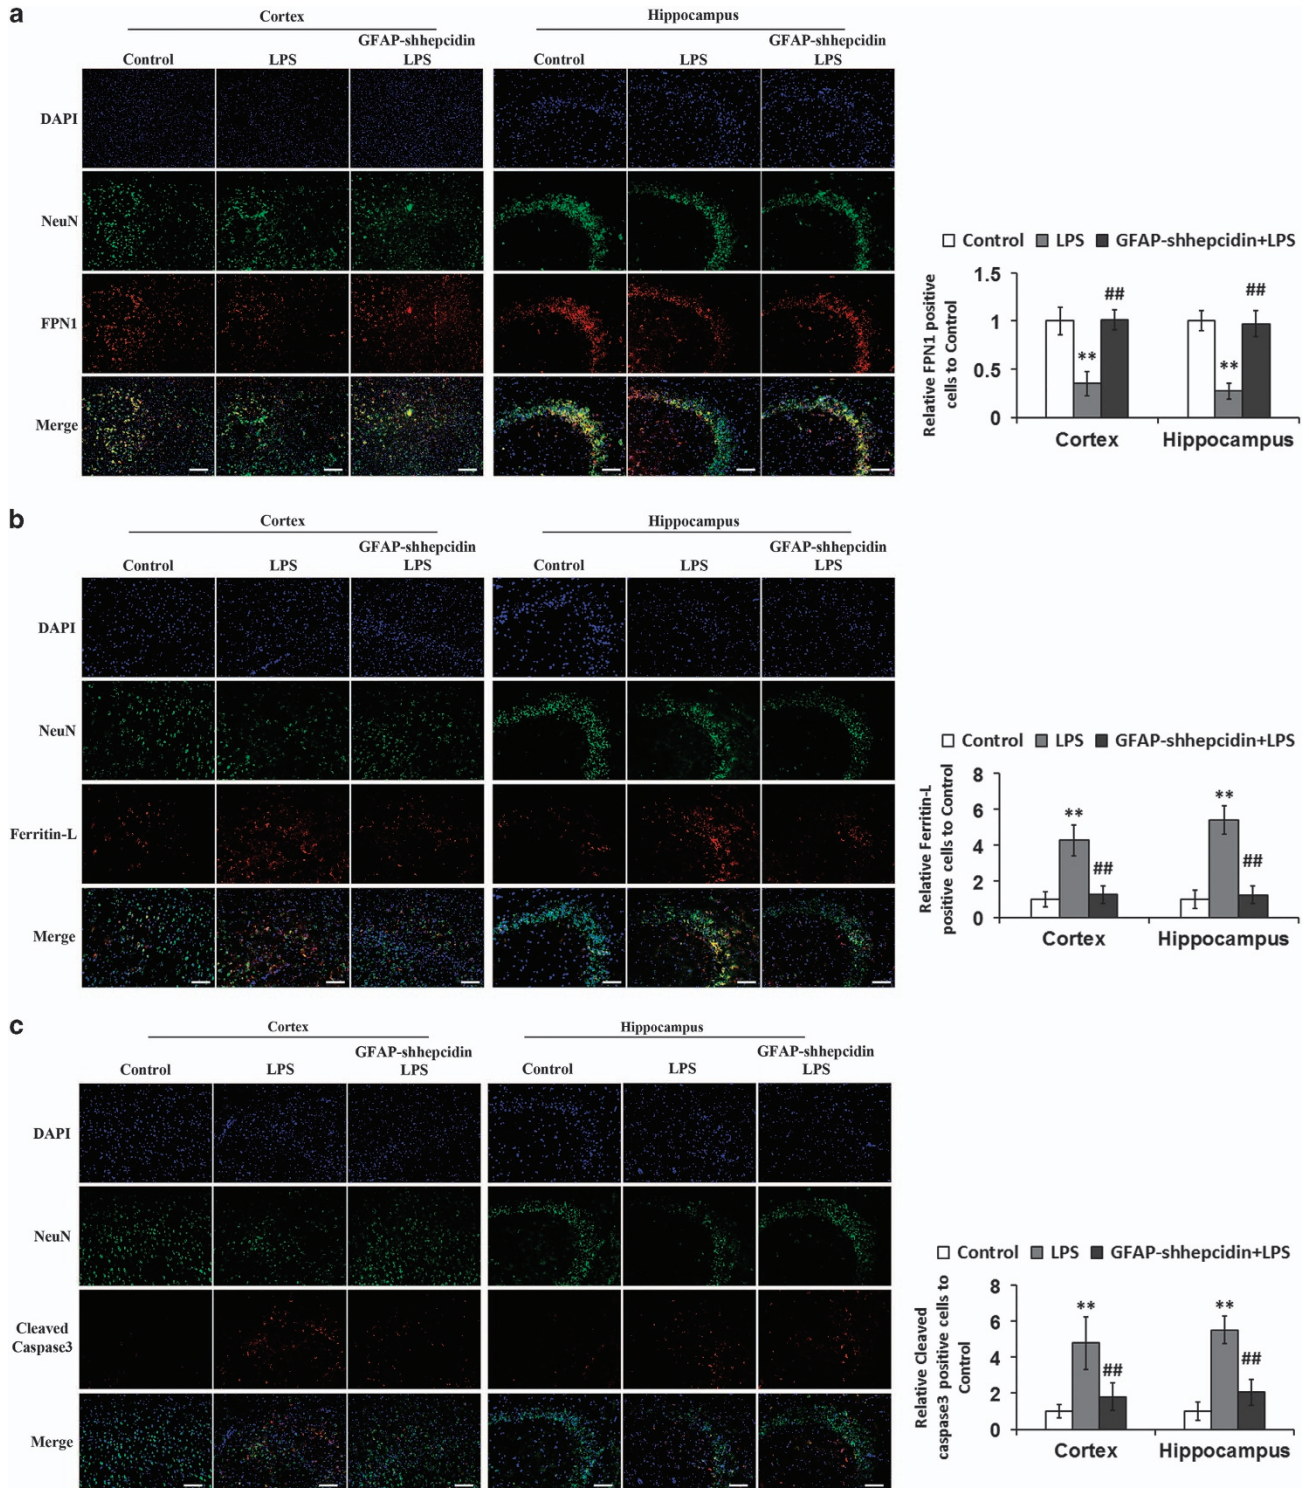 a
Cortex
Hippocampus
GFAP-shhepcidin
GFAP-shhepcidin
Control
LPS
LPS
Control
LPS
LPS
DAPI
NeuN
FPN1
Merge
Control LPS GFAP-shhepcidin+LPS
Relative FPN1 positive
cells to Control
1.5
1
0.5
0
**
##
**
##
Cortex
Hippocampus
b
Cortex
Hippocampus
GFAP-shhepcidin
GFAP-shhepcidin
Control
LPS
LPS
Control
LPS
LPS
DAPI
NeuN
Ferritin-L
Merge
Control LPS GFAP-shhepcidin+LPS
Relative Ferritin-L
positive cells to Control
8
6
4
2
0
**
##
**
##
Cortex
Hippocampus
c
Cortex
Hippocampus
GFAP-shhepcidin
GFAP-shhepcidin
Control
LPS
LPS
Control
LPS
LPS
DAPI
NeuN
Cleaved
Caspase3
Merge
Control LPS GFAP-shhepcidin+LPS
Relative Cleaved
caspase3 positive cells to
Control
8
6
4
2
0
**
##
**
##
Cortex
Hippocampus